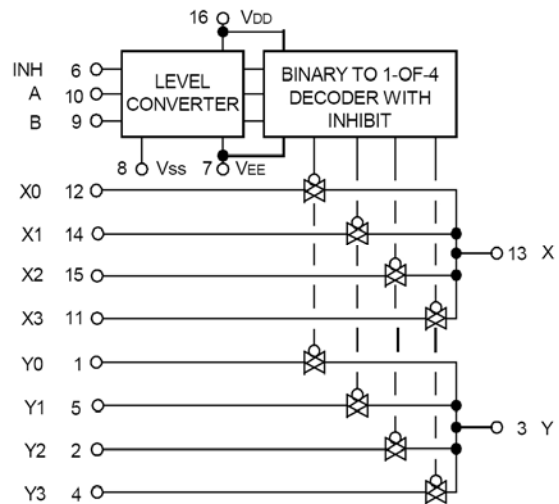 16 VDD
INH 6
A 10
B 9
LEVEL
CONVERTER
BINARY TO 1-OF-4
DECODER WITH
INHIBIT
8 VSS
7 VEE
X0 12
X1 14
X2 15
X3 11
13 X
Y0 1
Y1 5
Y2 2
Y3 4
3 Y